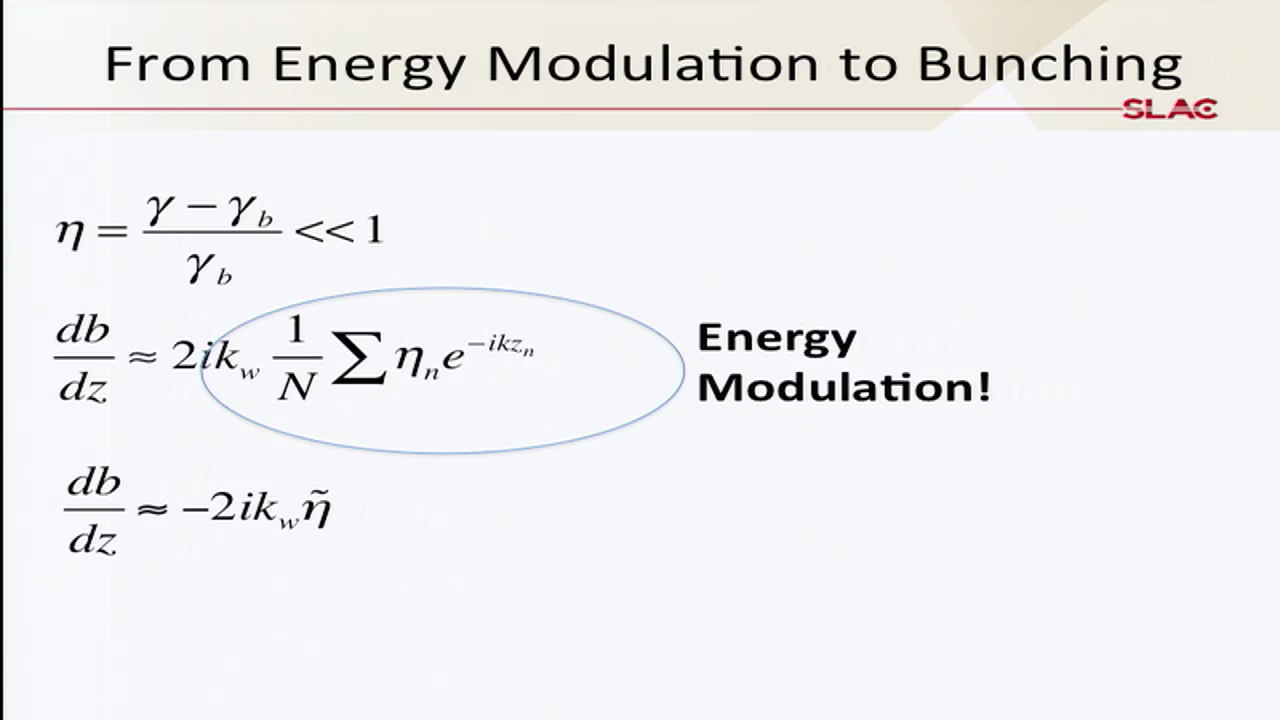 From Energy Modulation to Bunching
SLAC
η = (γ − γ_b) / γ_b << 1
db/dz ≈ 2ik_w 1/N ∑ η_n e^{−ikz_n}
Energy
Modulation!
db/dz ≈ −2ik_w η̃